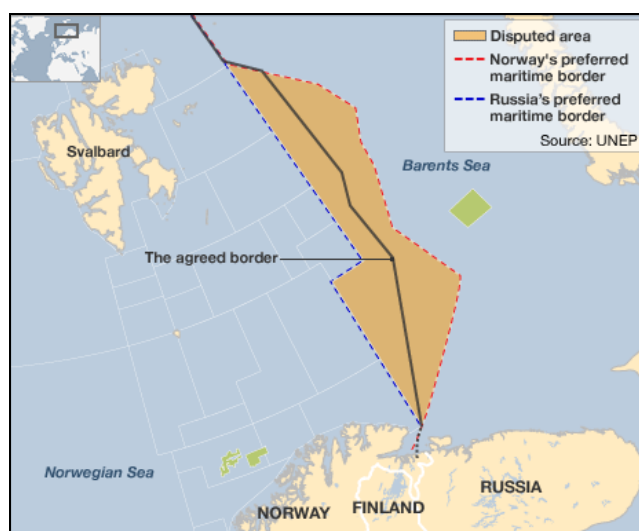 Disputed area
Norway's preferred
maritime border
Russia's preferred
maritime border
Source: UNEP
Svalbard
Barents Sea
The agreed border
Norwegian Sea
NORWAY
FINLAND
RUSSIA